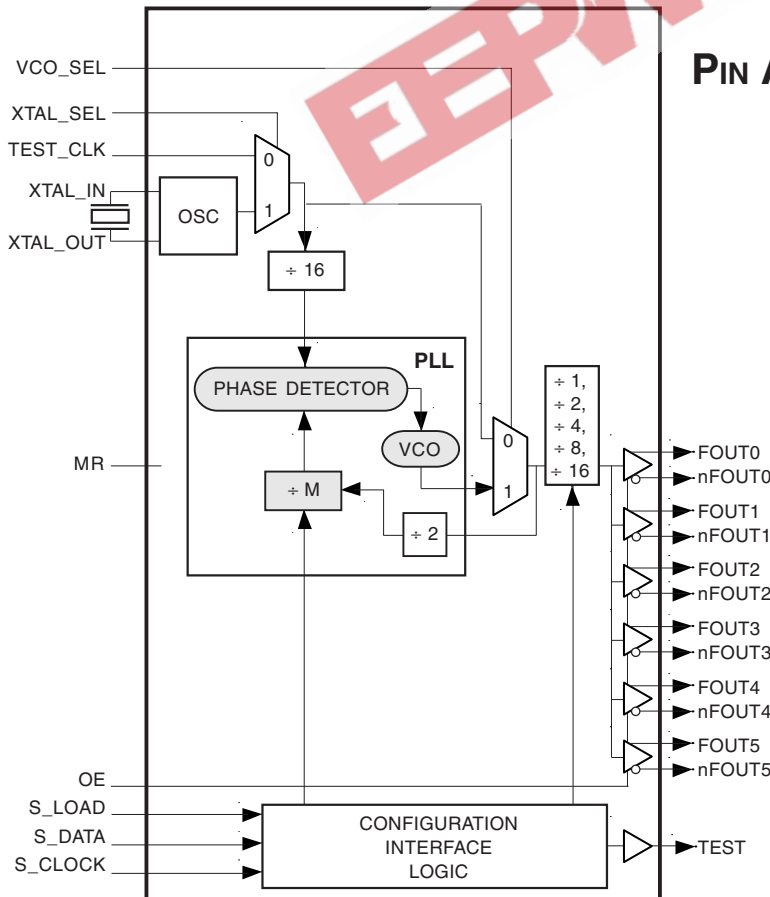 EEPW
PIN A
VCO_SEL
XTAL_SEL
TEST_CLK
XTAL_IN
XTAL_OUT
OSC
0
1
÷ 16
PLL
PHASE DETECTOR
VCO
÷ M
÷ 2
0
1
÷ 1,
÷ 2,
÷ 4,
÷ 8,
÷ 16
MR
FOUT0
nFOUT0
FOUT1
nFOUT1
FOUT2
nFOUT2
FOUT3
nFOUT3
FOUT4
nFOUT4
FOUT5
nFOUT5
OE
S_LOAD
S_DATA
S_CLOCK
CONFIGURATION
INTERFACE
LOGIC
TEST